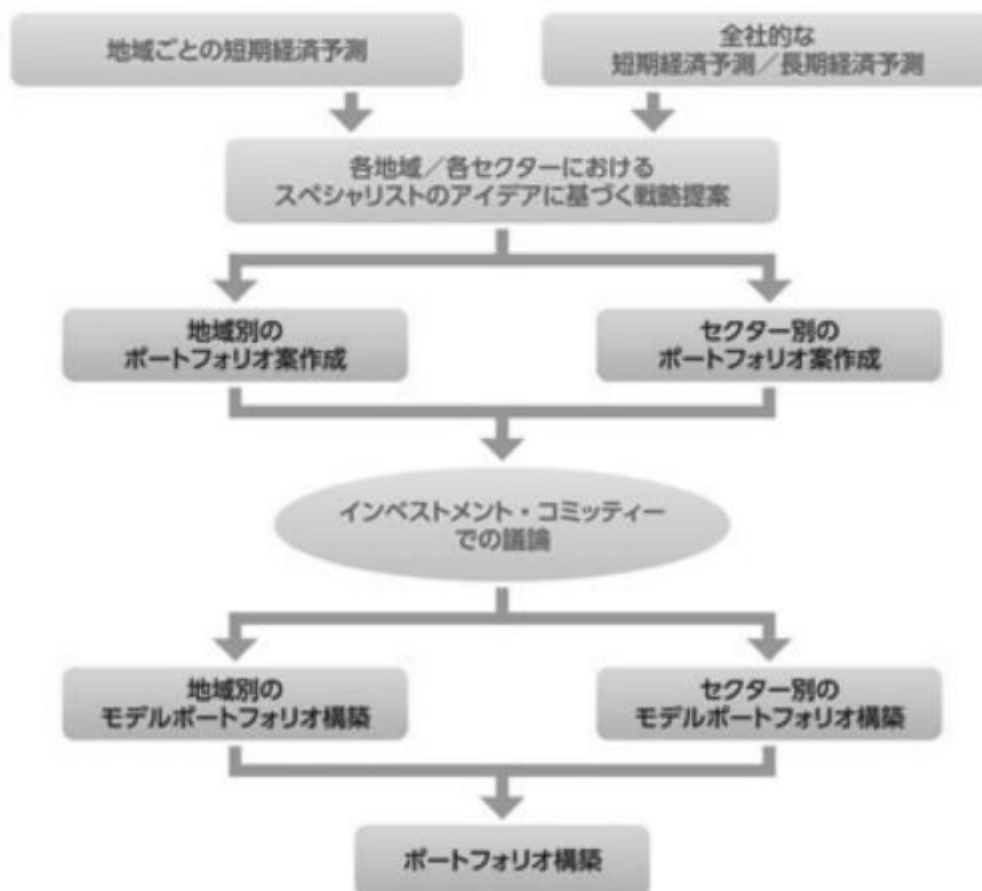 地域ごとの短期経済予測
全社的な
短期経済予測／長期経済予測
各地域／各セクターにおける
スペシャリストのアイデアに基づく戦略提案
地域別の
ポートフォリオ案作成
セクター別の
ポートフォリオ案作成
インベストメント・コミッティー
での議論
地域別の
モデルポートフォリオ構築
セクター別の
モデルポートフォリオ構築
ポートフォリオ構築